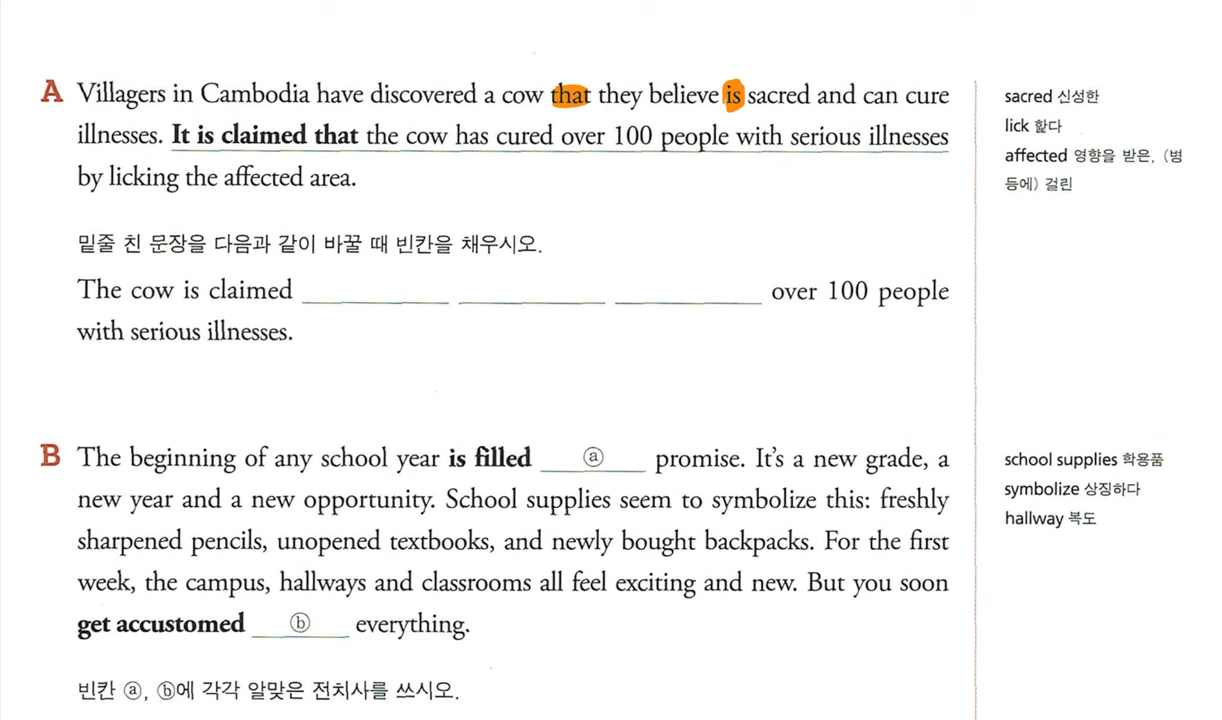 A Villagers in Cambodia have discovered a cow that they believe is sacred and can cure
illnesses. It is claimed that the cow has cured over 100 people with serious illnesses
by licking the affected area.
밑줄 친 문장을 다음과 같이 바꿀 때 빈칸을 채우시오.
The cow is claimed ____ ____ ____ over 100 people
with serious illnesses.
sacred 신성한
lick 핥다
affected 영향을 받은, (병
등에) 걸린
B The beginning of any school year is filled ⓐ promise. It's a new grade, a
new year and a new opportunity. School supplies seem to symbolize this: freshly
sharpened pencils, unopened textbooks, and newly bought backpacks. For the first
week, the campus, hallways and classrooms all feel exciting and new. But you soon
get accustomed ⓑ everything.
빈칸 ⓐ, ⓑ에 각각 알맞은 전치사를 쓰시오.
school supplies 학용품
symbolize 상징하다
hallway 복도